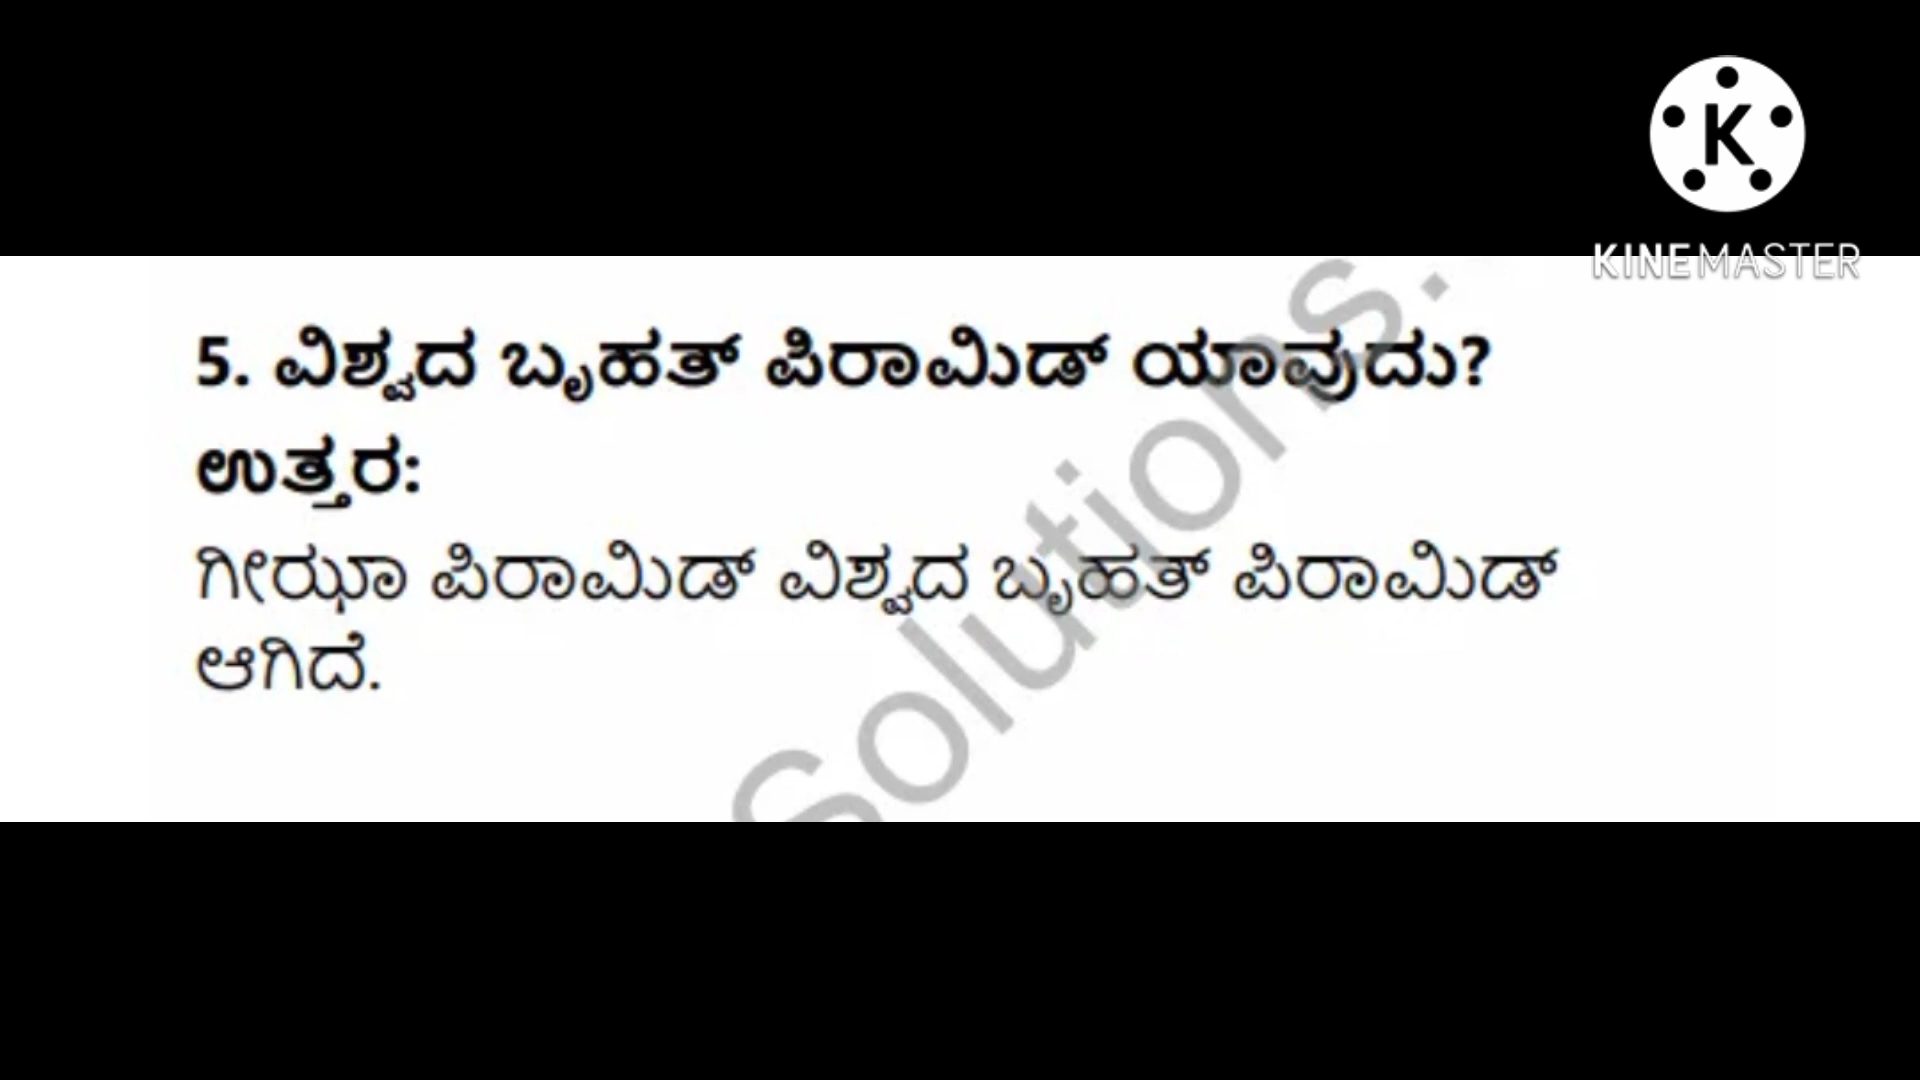 K
KINEMASTER
5. ವಿಶ್ವದ ಬೃಹತ್ ಪಿರಾಮಿಡ್ ಯಾವುದು?
ಉತ್ತರ:
ಗೀಝಾ ಪಿರಾಮಿಡ್ ವಿಶ್ವದ ಬೃಹತ್ ಪಿರಾಮಿಡ್
ಆಗಿದೆ.
Solutions.